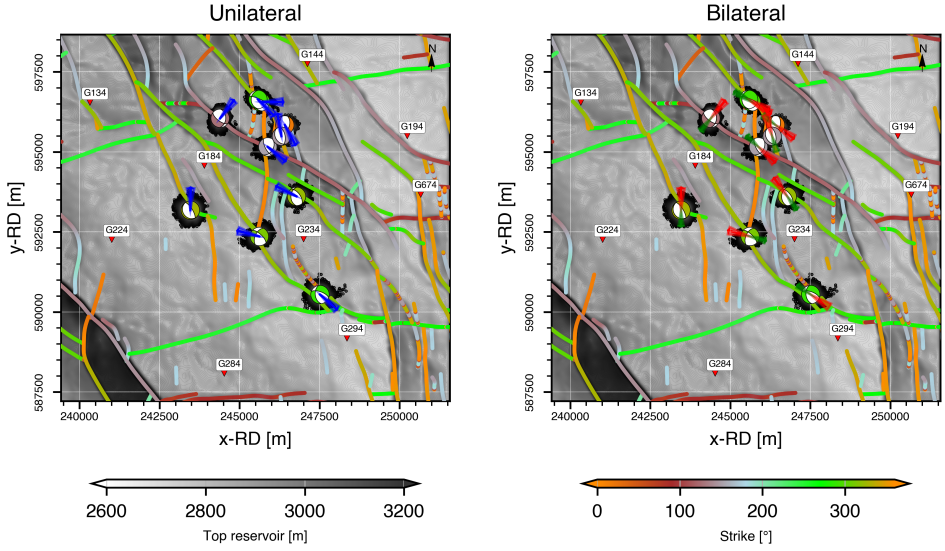 Unilateral
Bilateral
N
G144
G134
G194
G184
G674
G224
G234
G294
G284
597500
595000
592500
590000
587500
y-RD [m]
240000
242500
245000
247500
250000
x-RD [m]
N
G144
G134
G194
G184
G674
G224
G234
G294
G284
597500
595000
592500
590000
587500
y-RD [m]
240000
242500
245000
247500
250000
x-RD [m]
2600
2800
3000
3200
Top reservoir [m]
0
100
200
300
Strike [°]